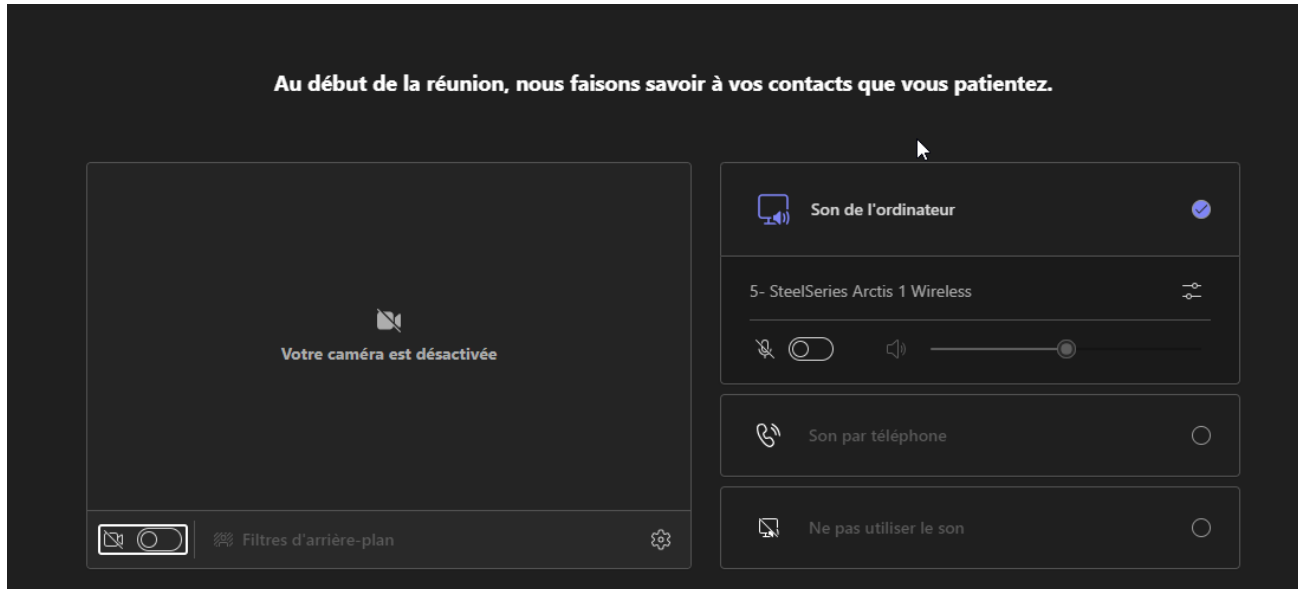 Au début de la réunion, nous faisons savoir à vos contacts que vous patientez.
Votre caméra est désactivée
Filtres d'arrière-plan
Son de l'ordinateur
5- SteelSeries Arctis 1 Wireless
Son par téléphone
Ne pas utiliser le son